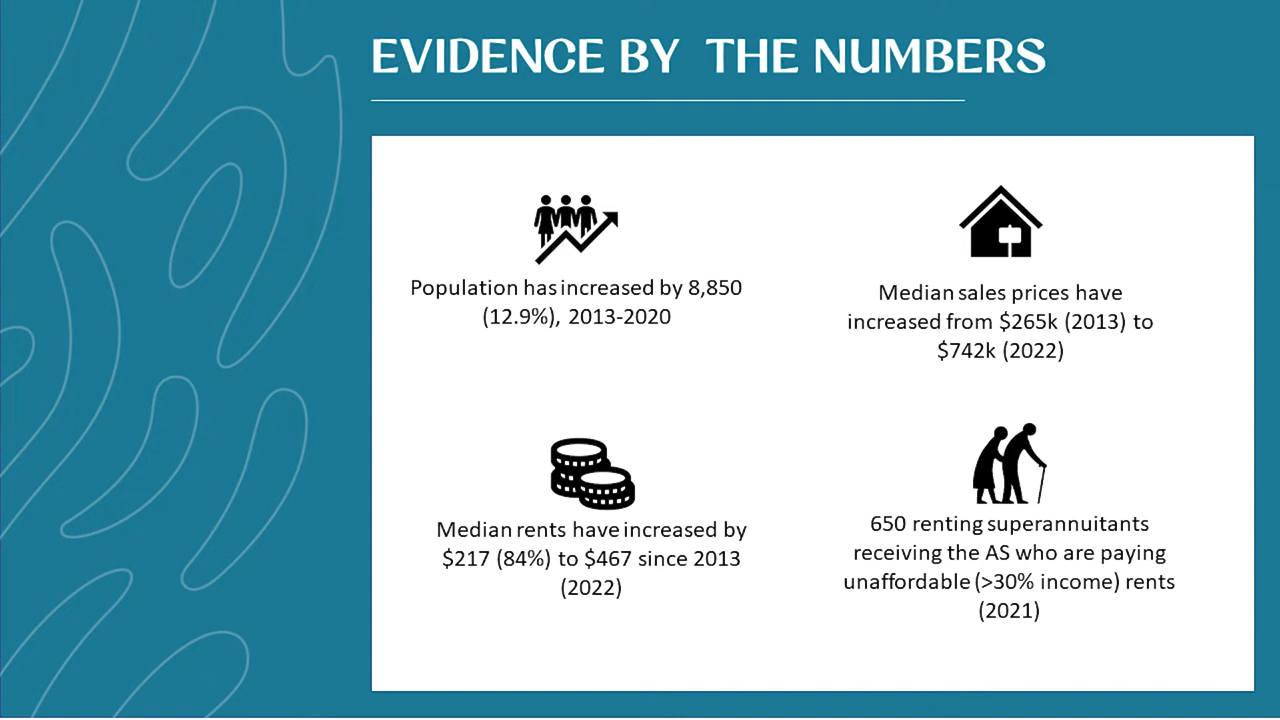 EVIDENCE BY THE NUMBERS
Population has increased by 8,850
(12.9%), 2013-2020
Median sales prices have
increased from $265k (2013) to
$742k (2022)
Median rents have increased by
$217 (84%) to $467 since 2013
(2022)
650 renting superannuitants
receiving the AS who are paying
unaffordable (>30% income) rents
(2021)